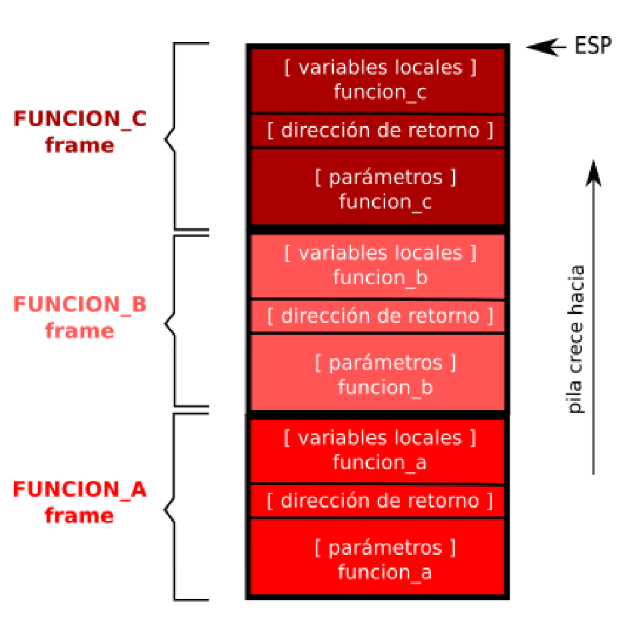 ESP
FUNCION_C
frame
[ variables locales ]
funcion_c
[ dirección de retorno ]
[ parámetros ]
funcion_c
FUNCION_B
frame
[ variables locales ]
funcion_b
[ dirección de retorno ]
[ parámetros ]
funcion_b
FUNCION_A
frame
[ variables locales ]
funcion_a
[ dirección de retorno ]
[ parámetros ]
funcion_a
pila crece hacia